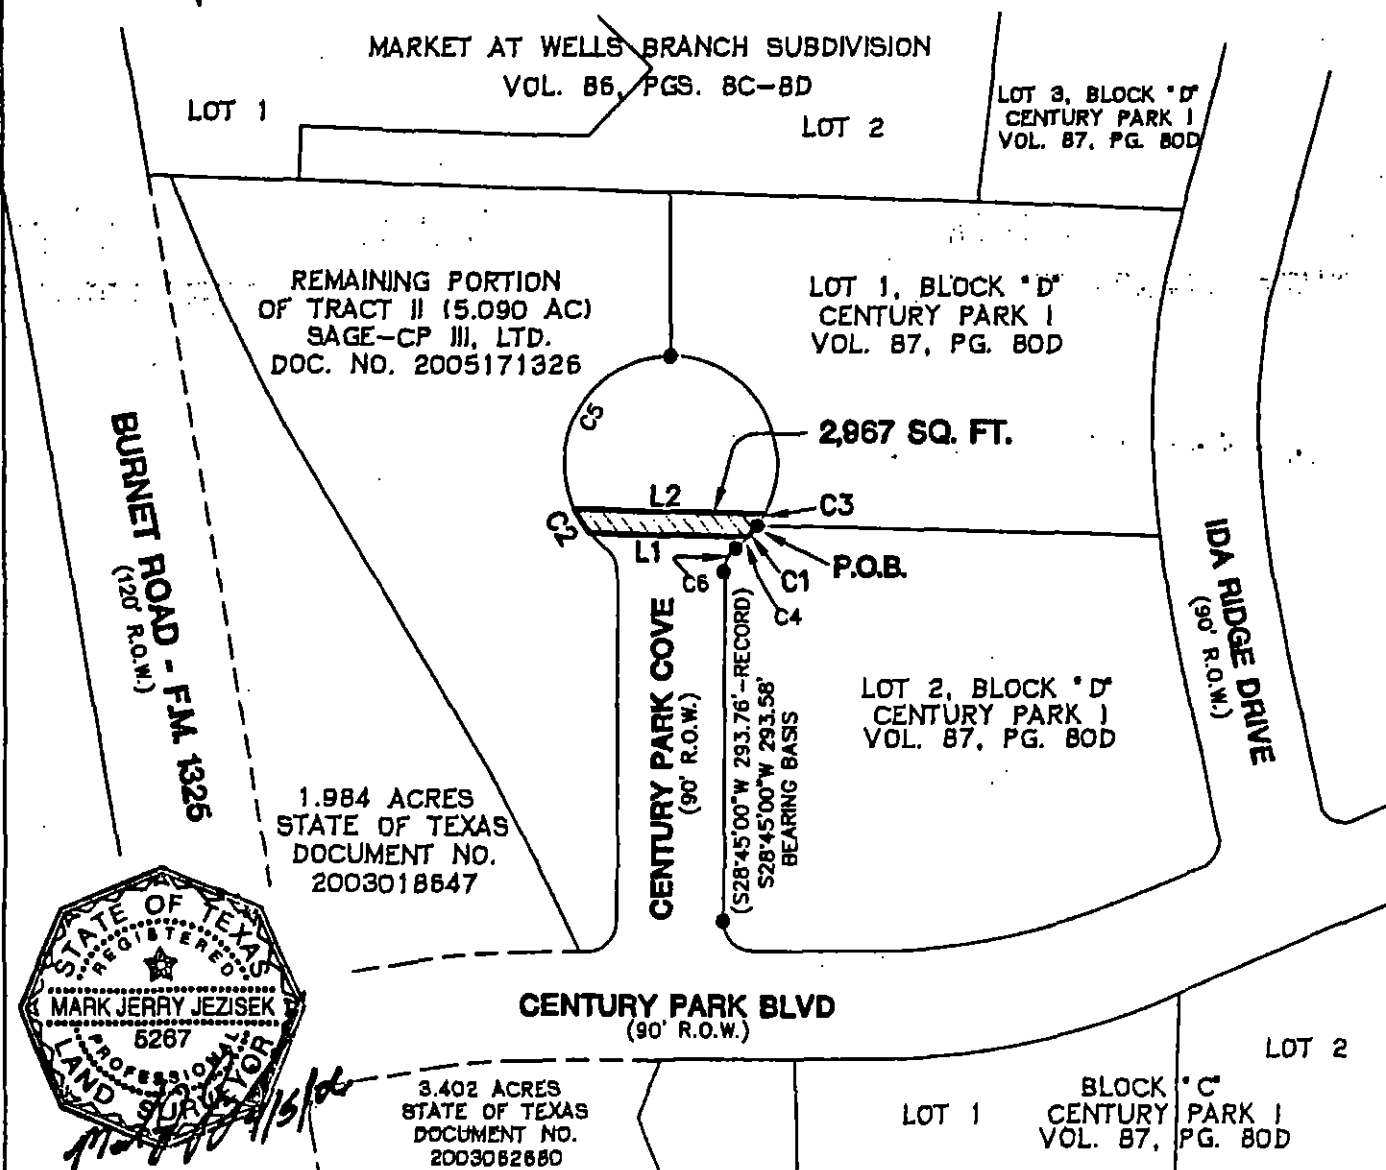 MARKET AT WELLS BRANCH SUBDIVISION
VOL. 86, PGS. 8C-8D
LOT 1
LOT 2
LOT 3, BLOCK "D"
CENTURY PARK I
VOL. 87, PG. 80D
REMAINING PORTION
OF TRACT II (5.090 AC)
SAGE-CP III, LTD.
DOC. NO. 2005171326
LOT 1, BLOCK "D"
CENTURY PARK I
VOL. 87, PG. 80D
C5
2,867 SQ. FT.
L2
C3
C2
L1
C6
C1
P.O.B.
C4
BURNET ROAD - F.M. 1325
(120' R.O.W.)
IDA RIDGE DRIVE
(90' R.O.W.)
CENTURY PARK COVE
(90' R.O.W.)
(S28°45'00"W 293.76'-RECORD)
S28°45'00"W 293.58'
BEARING BASIS
LOT 2, BLOCK "D"
CENTURY PARK I
VOL. 87, PG. 80D
1.984 ACRES
STATE OF TEXAS
DOCUMENT NO.
2003018647
STATE OF TEXAS
REGISTERED
MARK JERRY JEZISEK
5267
PROFESSIONAL
LAND SURVEYOR
CENTURY PARK BLVD
(90' R.O.W.)
3.402 ACRES
STATE OF TEXAS
DOCUMENT NO.
2003062680
LOT 1
LOT 2
BLOCK "C"
CENTURY PARK I
VOL. 87, PG. 80D